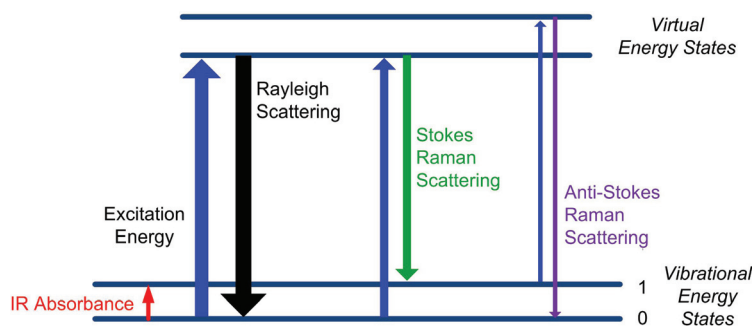 Virtual
Energy States
Rayleigh
Scattering
Stokes
Raman
Scattering
Anti-Stokes
Raman
Scattering
Excitation
Energy
IR Absorbance
1
0
Vibrational
Energy
States